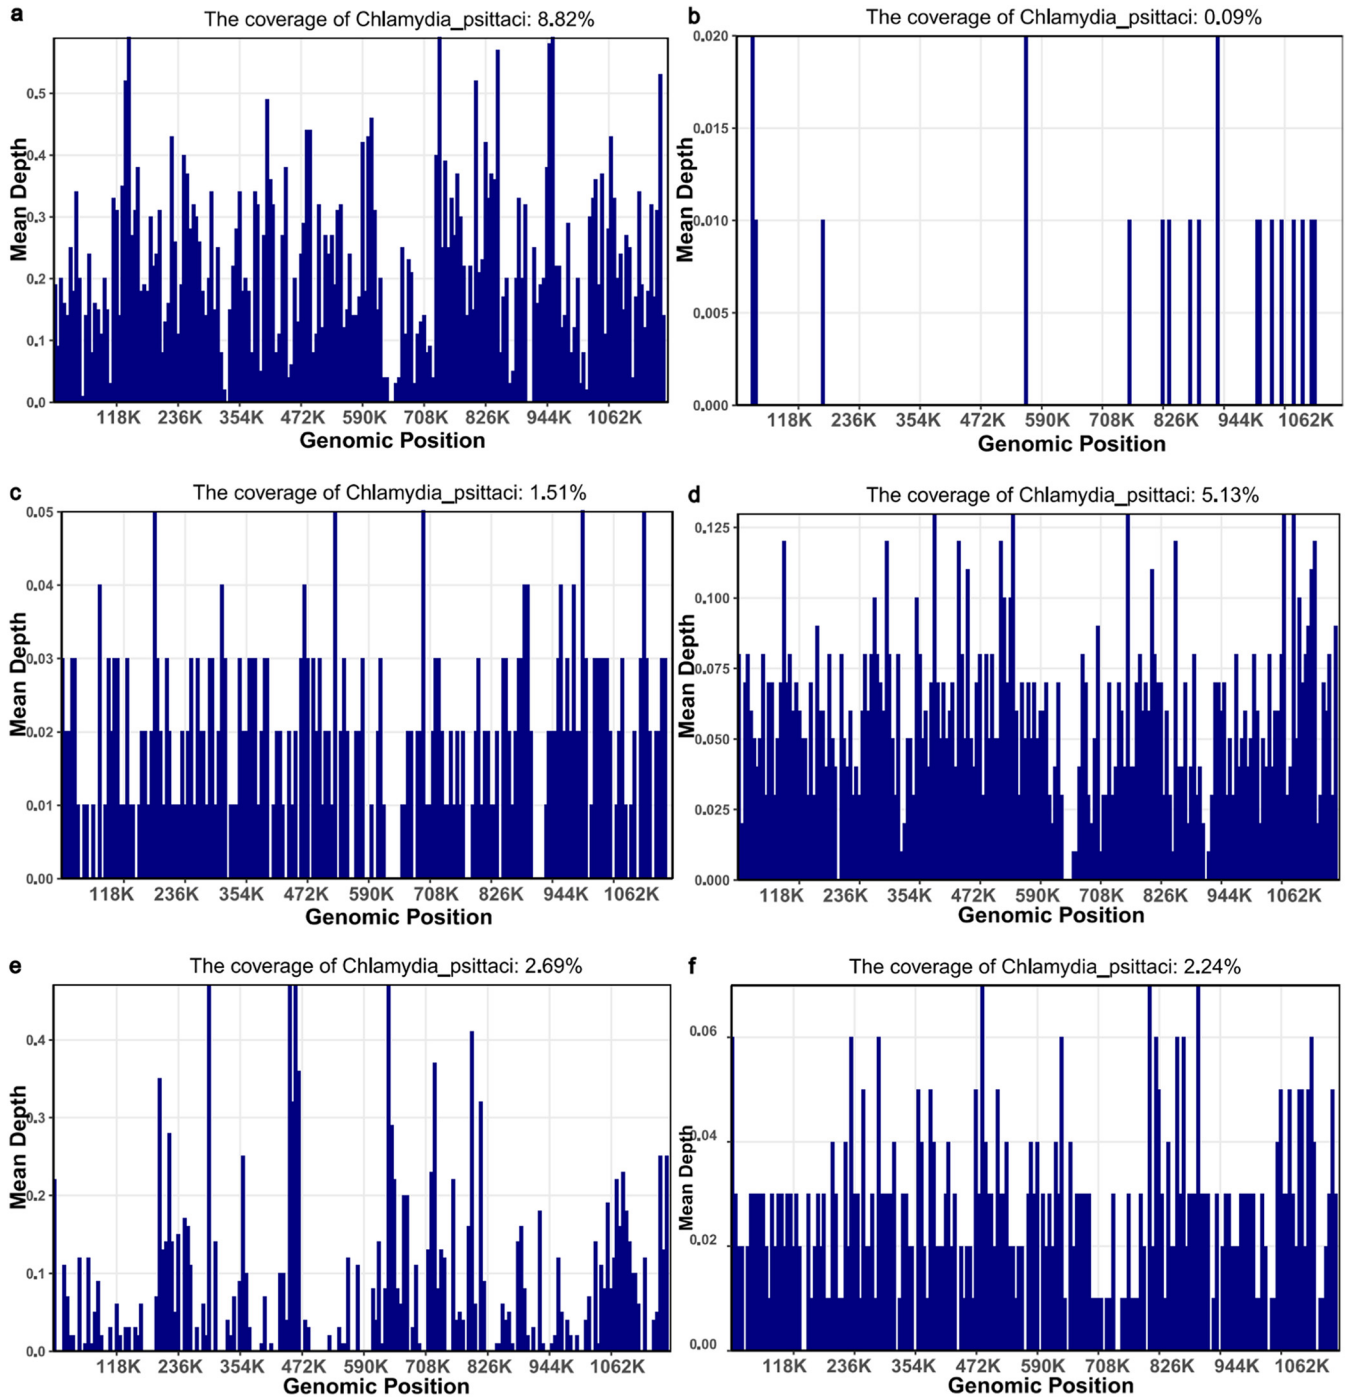 a The coverage of Chlamydia_psittaci: 8.82%
Mean Depth
0.5
0.4
0.3
0.2
0.1
0.0
118K 236K 354K 472K 590K 708K 826K 944K 1062K
Genomic Position
b The coverage of Chlamydia_psittaci: 0.09%
Mean Depth
0.020
0.015
0.010
0.005
0.000
118K 236K 354K 472K 590K 708K 826K 944K 1062K
Genomic Position
c The coverage of Chlamydia_psittaci: 1.51%
Mean Depth
0.05
0.04
0.03
0.02
0.01
0.00
118K 236K 354K 472K 590K 708K 826K 944K 1062K
Genomic Position
d The coverage of Chlamydia_psittaci: 5.13%
Mean Depth
0.125
0.100
0.075
0.050
0.025
0.000
118K 236K 354K 472K 590K 708K 826K 944K 1062K
Genomic Position
e The coverage of Chlamydia_psittaci: 2.69%
Mean Depth
0.4
0.3
0.2
0.1
0.0
118K 236K 354K 472K 590K 708K 826K 944K 1062K
Genomic Position
f The coverage of Chlamydia_psittaci: 2.24%
Mean Depth
0.06
0.04
0.02
0.00
118K 236K 354K 472K 590K 708K 826K 944K 1062K
Genomic Position